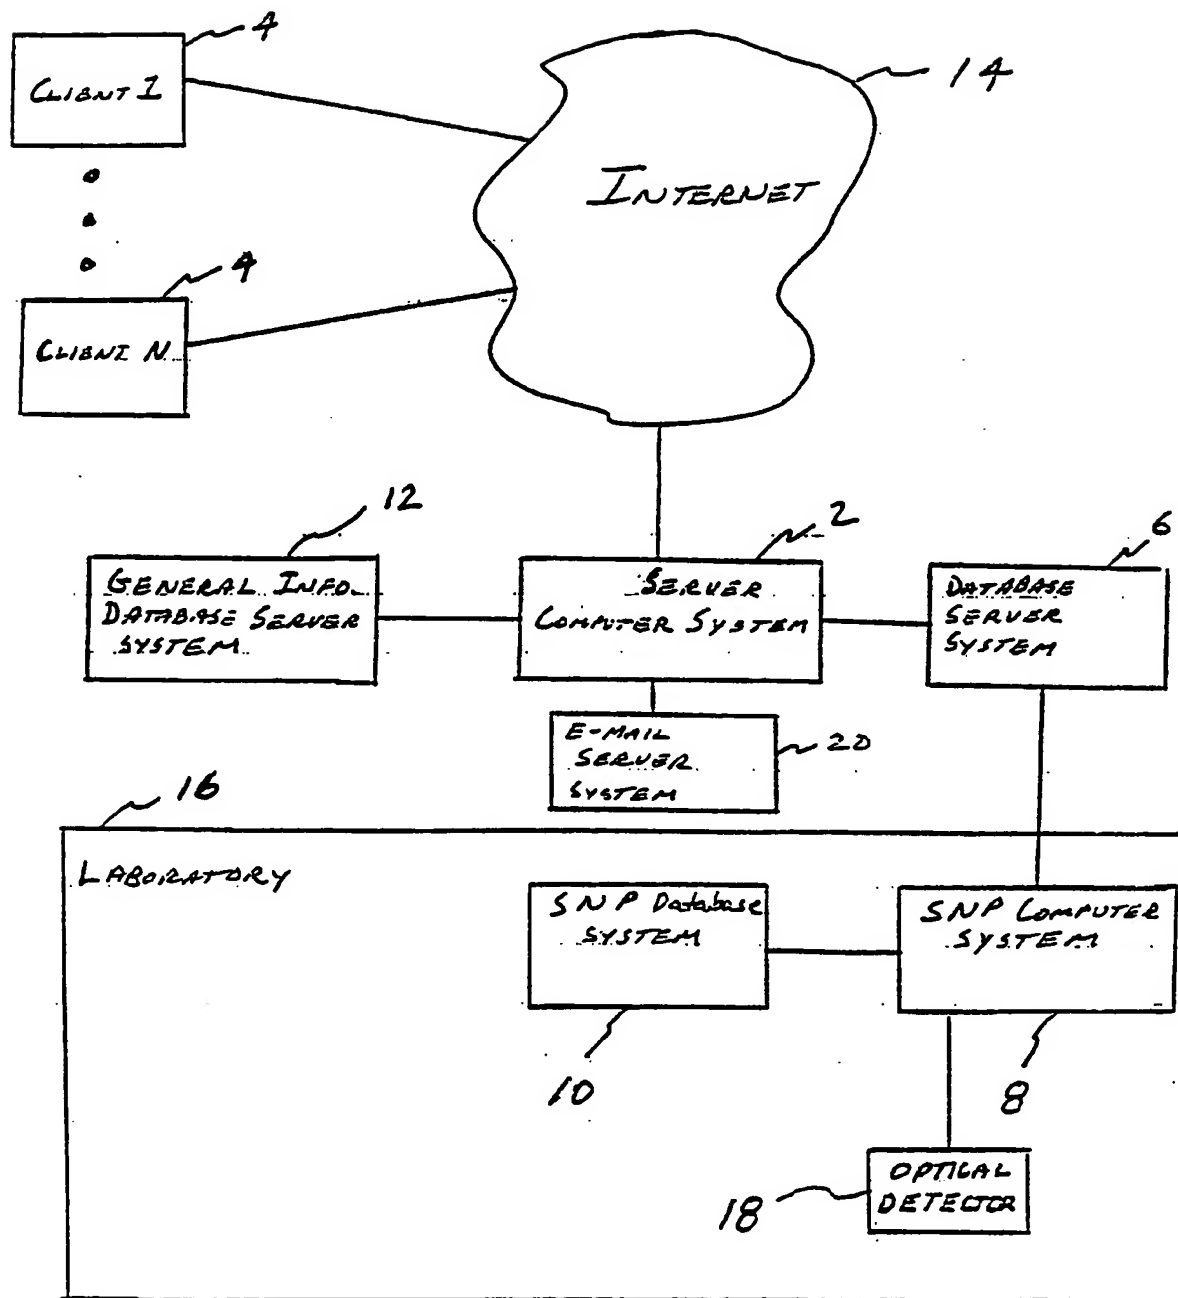 4
CLIENT 1
14
INTERNET
4
CLIENT N
12
2
6
GENERAL INFO
DATABASE SERVER
SYSTEM
SERVER
COMPUTER SYSTEM
DATABASE
SERVER
SYSTEM
E-MAIL
SERVER
SYSTEM
20
16
LABORATORY
SNP Database
SYSTEM
SNP COMPUTER
SYSTEM
10
8
OPTICAL
DETECTOR
18